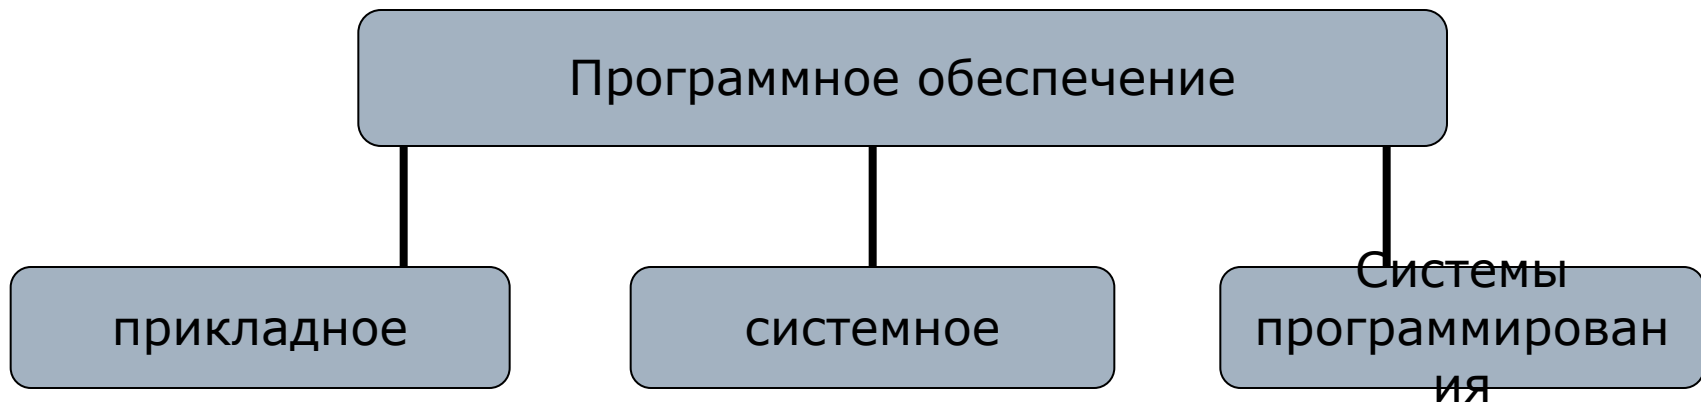 Программное обеспечение
прикладное
системное
Системы
программирован
ия